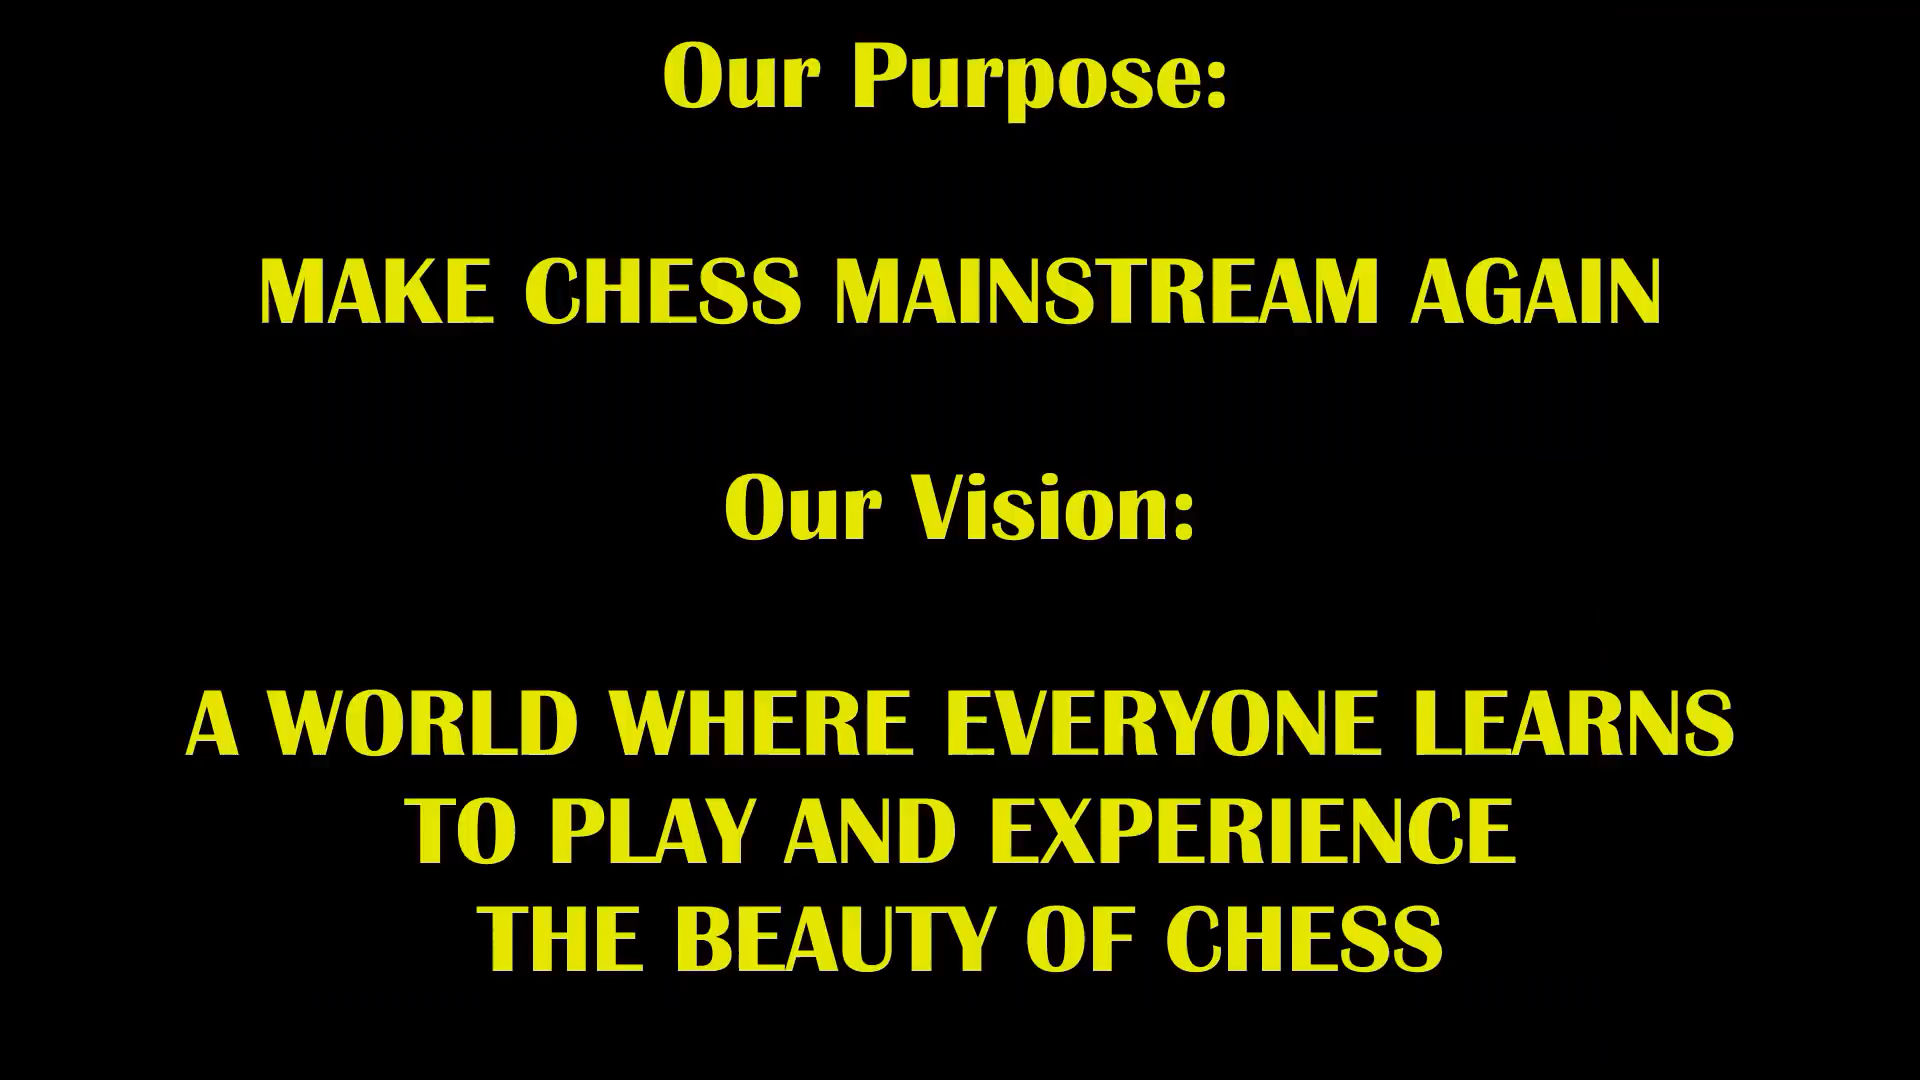 Our Purpose:
MAKE CHESS MAINSTREAM AGAIN
Our Vision:
A WORLD WHERE EVERYONE LEARNS
TO PLAY AND EXPERIENCE
THE BEAUTY OF CHESS